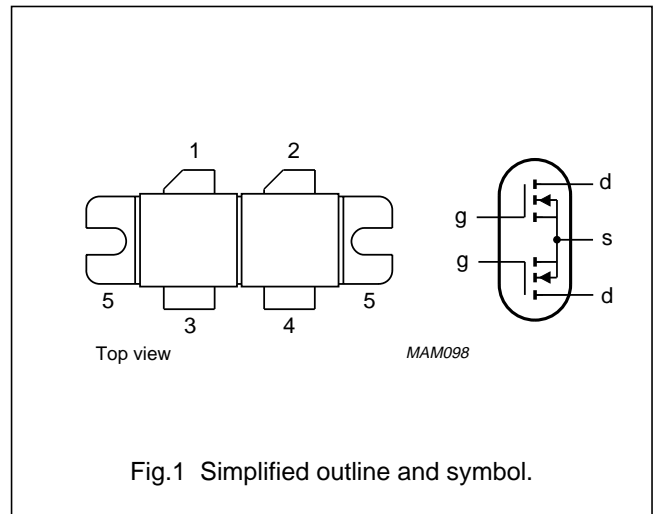 1 2
5 5
3 4
Top view
d
g
s
g
d
MAM098
Fig.1 Simplified outline and symbol.